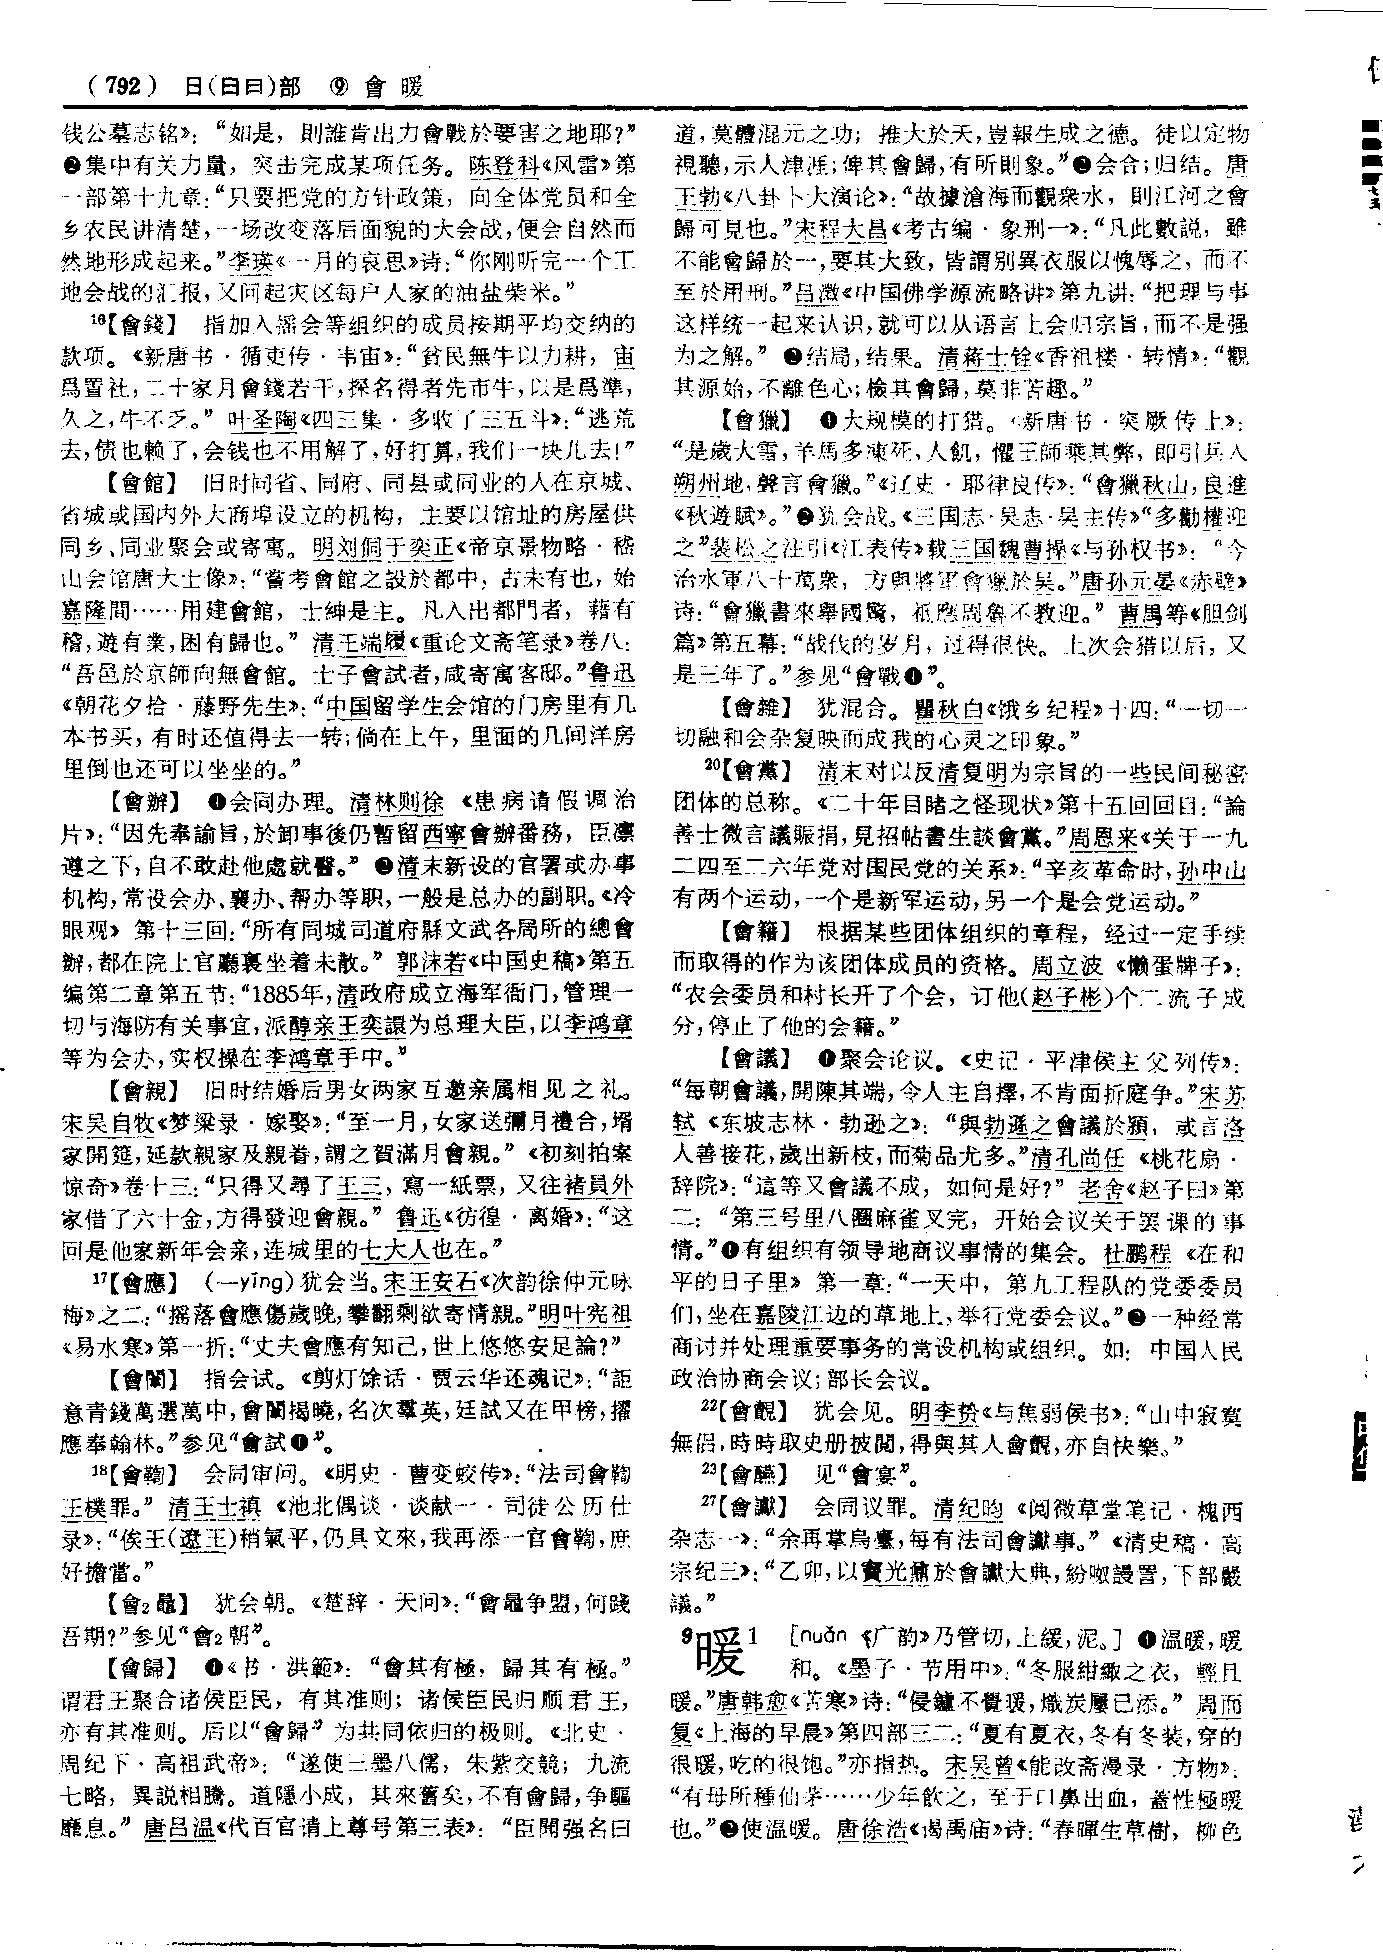 (792) 日(⽇曰)部 ⑨ 會 暖
钱公墓志铭》：“如是，則誰肯出力會戰於要害之地耶？”
❷集中有关力量，突击完成某项任务。陈登科《风雷》第
一部第十九章：“只要把党的方针政策，向全体党员和全
乡农民讲清楚，一场改变落后面貌的大会战，便会自然而
然地形成起来。”李瑛《一月的哀思》诗：“你刚听完一个工
地会战的汇报，又问起灾区每户人家的油盐柴米。”
16【會錢】 指加入摇会等组织的成员按期平均交纳的
款项。《新唐书·循吏传·韦宙》：“貧民無牛以力耕，宙
爲置社，二十家月會錢若干，探名得者先市牛，以是爲準，
久之，牛不乏。”叶圣陶《四三集·多收了三五斗》：“逃荒
去，债也赖了，会钱也不用解了，好打算，我们一块儿去！”
【會館】 旧时同省、同府、同县或同业的人在京城、
省城或国内外大商埠设立的机构，主要以馆址的房屋供
同乡、同业聚会或寄寓。明刘侗于奕正《帝京景物略·嵇
山会馆唐大士像》：“嘗考會館之設於都中，古未有也，始
嘉隆間……用建會館，士紳是主。凡入出都門者，藉有
稽，遊有業，困有歸也。”清王端履《重论文斋笔录》卷八：
“吾邑於京師向無會館。士子會試者，咸寄寓客邸。”鲁迅
《朝花夕拾·藤野先生》：“中国留学生会馆的门房里有几
本书买，有时还值得去一转；倘在上午，里面的几间洋房
里倒也还可以坐坐的。”
【會辦】 ❶会同办理。清林则徐《患病请假调治
片》：“因先奉諭旨，於卸事後仍暫留西寧會辦番務，臣凛
遵之下，自不敢赴他處就醫。”❷清末新设的官署或办事
机构，常设会办、襄办、帮办等职，一般是总办的副职。《冷
眼观》第十三回：“所有同城司道府縣文武各局所的總會
辦，都在院上官廳裏坐着未散。”郭沫若《中国史稿》第五
编第二章第五节：“1885年，清政府成立海军衙门，管理一
切与海防有关事宜，派醇亲王奕譞为总理大臣，以李鸿章
等为会办，实权操在李鸿章手中。”
【會親】 旧时结婚后男女两家互邀亲属相见之礼。
宋吴自牧《梦粱录·嫁娶》：“至一月，女家送彌月禮合，壻
家開筵，延款親家及親眷，謂之賀滿月會親。”《初刻拍案
惊奇》卷十三：“只得又尋了王三，寫一紙票，又往褚員外
家借了六十金，方得發迎會親。”鲁迅《彷徨·离婚》：“这
回是他家新年会亲，连城里的七大人也在。”
17【會應】 (一yīng)犹会当。宋王安石《次韵徐仲元咏
梅》之二：“摇落會應傷歲晚，攀翻剩欲寄情親。”明叶宪祖
《易水寒》第一折：“丈夫會應有知己，世上悠悠安足論？”
【會闈】 指会试。《剪灯馀话·贾云华还魂记》：“詎
意青錢萬選萬中，會闈揭曉，名次羣英，廷試又在甲榜，擢
應奉翰林。”参见“會試❶”。
18【會鞫】 会同审问。《明史·曹变蛟传》：“法司會鞫
王樸罪。”清王士禛《池北偶谈·谈献一·司徒公历仕
录》：“俟王(遼王)稍氣平，仍具文來，我再添一官會鞫，庶
好擔當。”
【會2鼂】 犹会朝。《楚辞·天问》：“會鼂争盟，何踐
吾期？”参见“會2朝”。
【會歸】 ❶《书·洪範》：“會其有極，歸其有極。”
谓君王聚合诸侯臣民，有其准则；诸侯臣民归顺君王，
亦有其准则。后以“會歸”为共同依归的极则。《北史·
周纪下·高祖武帝》：“遂使三墨八儒，朱紫交競；九流
七略，異説相騰。道隱小成，其來舊矣，不有會歸，争驅
靡息。”唐吕温《代百官请上尊号第三表》：“臣聞强名曰
道，莫體混元之功；推大於天，豈報生成之德。徒以定物
視聽，示人津涯；俾其會歸，有所則象。”❷会合；归结。唐
王勃《八卦卜大演论》：“故據滄海而觀衆水，則江河之會
歸可見也。”宋程大昌《考古编·象刑一》：“凡此數説，雖
不能會歸於一，要其大致，皆謂別異衣服以愧辱之，而不
至於用刑。”吕澂《中国佛学源流略讲》第九讲：“把理与事
这样统一起来认识，就可以从语言上会归宗旨，而不是强
为之解。”❸结局，结果。清蒋士铨《香祖楼·转情》：“觀
其源始，不離色心；檢其會歸，莫非苦趣。”
【會獵】 ❶大规模的打猎。《新唐书·突厥传上》：
“是歲大雪，羊馬多凍死，人飢，懼王師乘其弊，即引兵入
朔州地，聲言會獵。”《辽史·耶律良传》：“會獵秋山，良進
《秋遊賦》。”❷犹会战。《三国志·吴志·吴主传》“多勸權迎
之”裴松之注引《江表传》载三国魏曹操《与孙权书》：“今
治水軍八十萬衆，方與將軍會獵於吴。”唐孙元晏《赤壁》
诗：“會獵書來舉國驚，祇應周魯不教迎。”曹禺等《胆剑
篇》第五幕：“战伐的岁月，过得很快。上次会猎以后，又
是三年了。”参见“會戰❶”。
【會雜】 犹混合。瞿秋白《饿乡纪程》十四：“一切一
切融和会杂复映而成我的心灵之印象。”
20【會黨】 清末对以反清复明为宗旨的一些民间秘密
团体的总称。《二十年目睹之怪现状》第十五回回目：“論
善士微言議賑捐，見招帖書生談會黨。”周恩来《关于一九
二四至二六年党对国民党的关系》：“辛亥革命时，孙中山
有两个运动，一个是新军运动，另一个是会党运动。”
【會籍】 根据某些团体组织的章程，经过一定手续
而取得的作为该团体成员的资格。周立波《懒蛋牌子》：
“农会委员和村长开了个会，订他(赵子彬)个二流子成
分，停止了他的会籍。”
【會議】 ❶聚会论议。《史记·平津侯主父列传》：
“每朝會議，開陳其端，令人主自擇，不肯面折庭争。”宋苏
轼《东坡志林·勃逊之》：“與勃遜之會議於潁，或言洛
人善接花，歲出新枝，而菊品尤多。”清孔尚任《桃花扇·
辞院》：“這等又會議不成，如何是好？”老舍《赵子曰》第
二：“第三号里八圈麻雀叉完，开始会议关于罢课的事
情。”❶有组织有领导地商议事情的集会。杜鹏程《在和
平的日子里》第一章：“一天中，第九工程队的党委委员
们，坐在嘉陵江边的草地上，举行党委会议。”❷一种经常
商讨并处理重要事务的常设机构或组织。如：中国人民
政治协商会议；部长会议。
22【會覿】 犹会见。明李贽《与焦弱侯书》：“山中寂寞
無侣，時時取史册披閲，得與其人會覿，亦自快樂。”
23【會讌】 见“會宴”。
27【會讞】 会同议罪。清纪昀《阅微草堂笔记·槐西
杂志一》：“余再掌烏臺，每有法司會讞事。”《清史稿·高
宗纪三》：“乙卯，以竇光鼐於會讞大典，紛呶謾詈，下部嚴
議。”
9暖1 [nuǎn 《广韵》乃管切，上緩，泥。] ❶温暖，暖
和。《墨子·节用中》：“冬服紺緅之衣，輕且
暖。”唐韩愈《苦寒》诗：“侵鑪不覺暖，熾炭屢已添。”周而
复《上海的早晨》第四部三二：“夏有夏衣，冬有冬装，穿的
很暖，吃的很饱。”亦指热。宋吴曾《能改斋漫录·方物》：
“有毋所種仙茅……少年飲之，至于口鼻出血，蓋性極暖
也。”❷使温暖。唐徐浩《谒禹庙》诗：“春暉生草樹，柳色